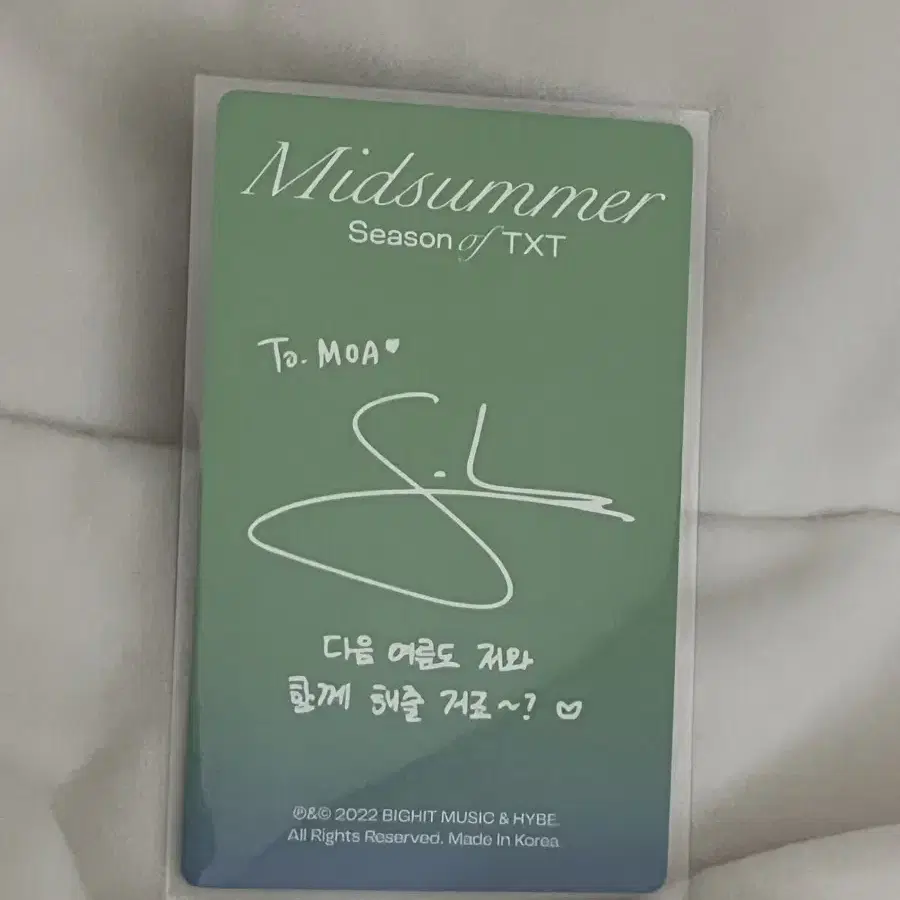 Midsummer
Season of TXT
To. MOA♥
다음 여름도 저와
함께 해줄 거죠~? ♡
℗&© 2022 BIGHIT MUSIC & HYBE.
All Rights Reserved. Made In Korea.